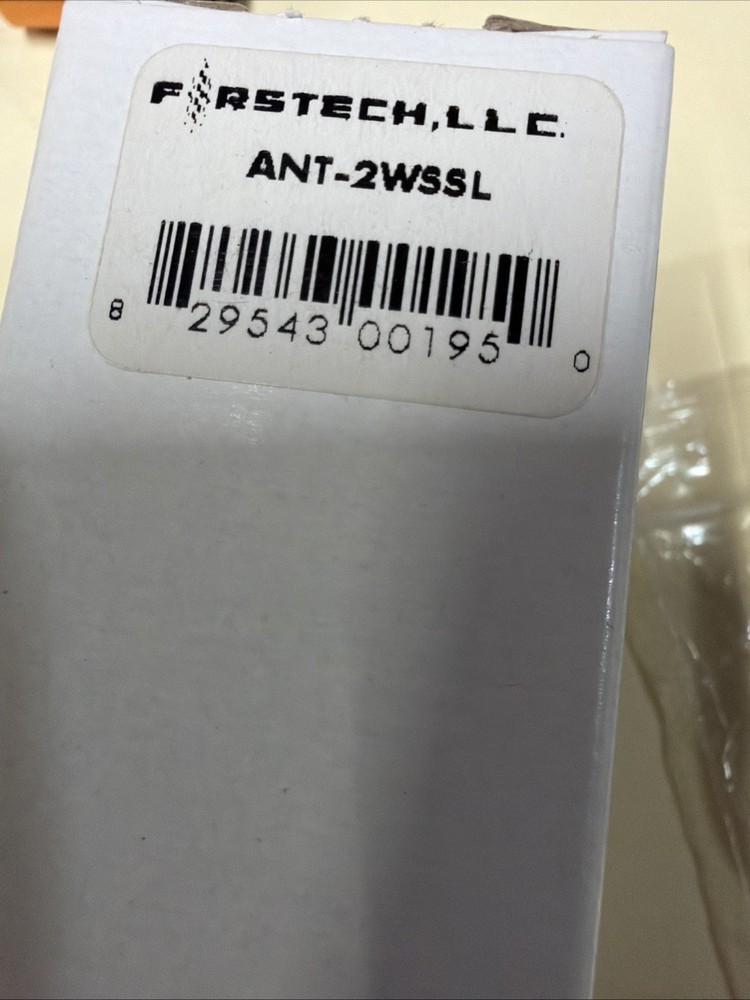 FIRSTECH, LLC.
ANT-2WSSL
8 29543 00195 0